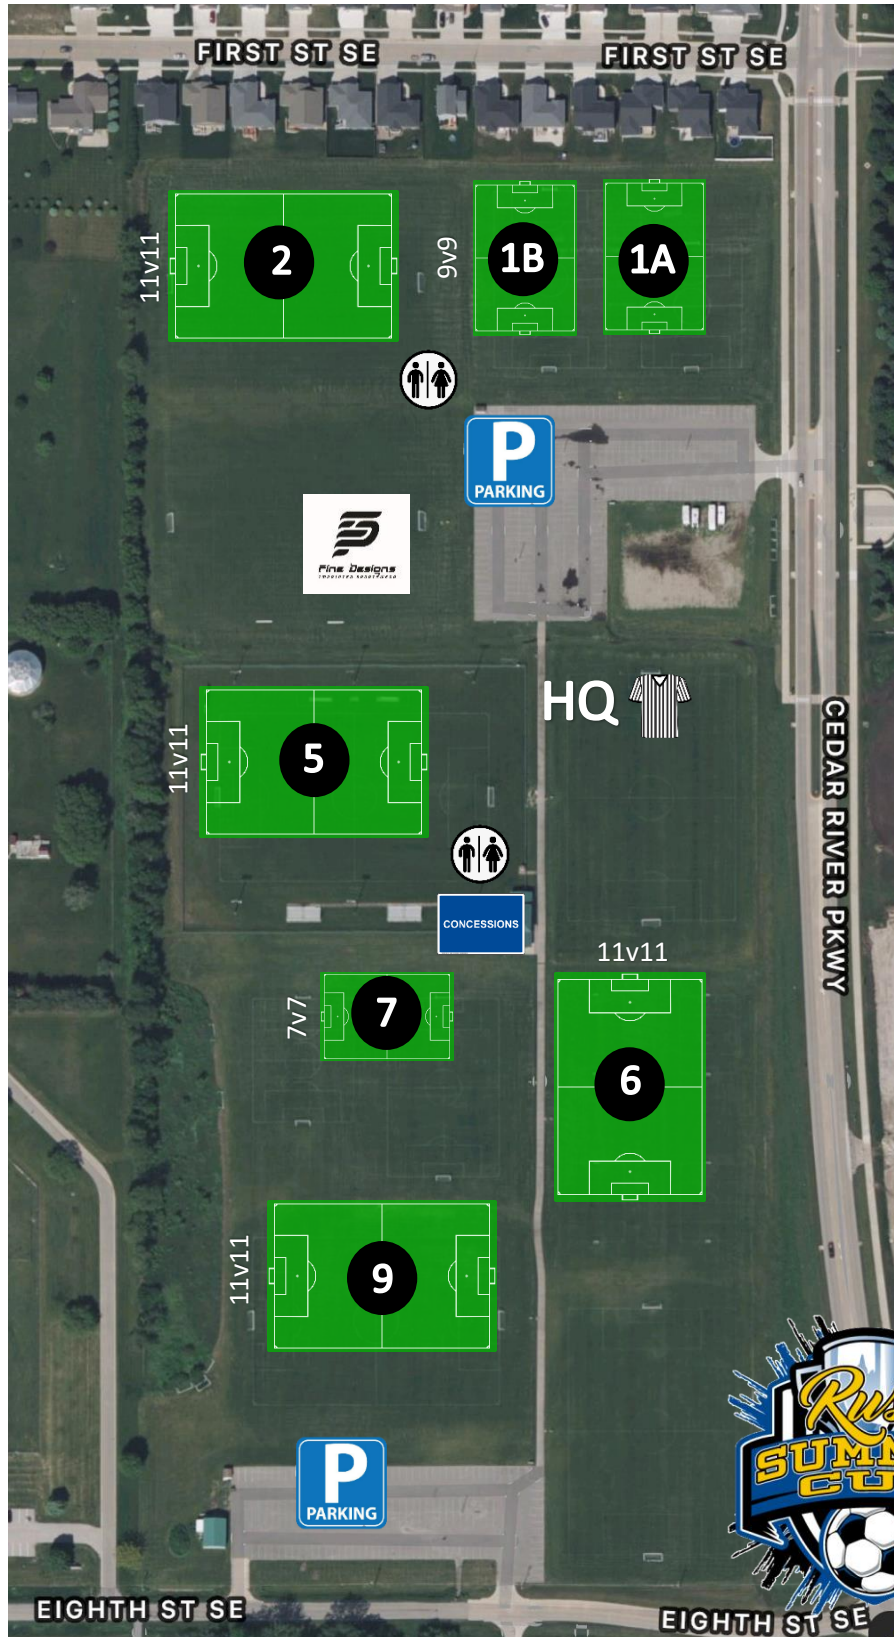 FIRST ST SE
FIRST ST SE
11v11
2
9v9
1B
1A
P
PARKING
Fine Designs
HQ
11v11
5
CEDAR RIVER PKWY
CONCESSIONS
11v11
7v7
7
6
11v11
9
P
PARKING
EIGHTH ST SE
EIGHTH ST SE